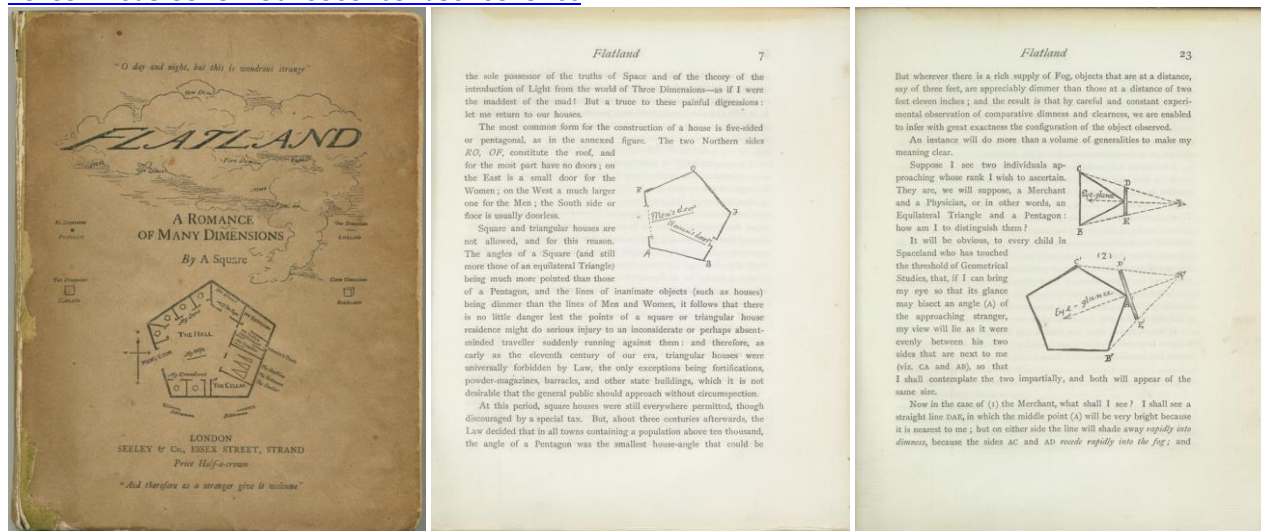 "O day and night, but this is wondrous strange"
FLATLAND
A ROMANCE
OF MANY DIMENSIONS
By A Square
THE HALL
My Wife
THE CELLAR
LONDON
SEELEY & Co., ESSEX STREET, STRAND
Price Half-a-crown
"And therefore as a stranger give it welcome"
Flatland 7
the sole possessor of the truths of Space and of the theory of the
introduction of Light from the world of Three Dimensions—as if I were
the maddest of the mad! But a truce to these painful digressions:
let me return to our houses.
The most common form for the construction of a house is five-sided
or pentagonal, as in the annexed figure. The two Northern sides
RO, OF, constitute the roof, and
for the most part have no doors; on
the East is a small door for the
Women; on the West a much larger
one for the Men; the South side or
floor is usually doorless.
Square and triangular houses are
not allowed, and for this reason.
The angles of a Square (and still
more those of an equilateral Triangle)
being much more pointed than those
of a Pentagon, and the lines of inanimate objects (such as houses)
being dimmer than the lines of Men and Women, it follows that there
is no little danger lest the points of a square or triangular house
residence might do serious injury to an inconsiderate or perhaps absent-
minded traveller suddenly running against them: and therefore, as
early as the eleventh century of our era, triangular houses were
universally forbidden by Law, the only exceptions being fortifications,
powder-magazines, barracks, and other state buildings, which it is not
desirable that the general public should approach without circumspection.
At this period, square houses were still everywhere permitted, though
discouraged by a special tax. But, about three centuries afterwards, the
Law decided that in all towns containing a population above ten thousand,
the angle of a Pentagon was the smallest house-angle that could be
Men's door
Women's door
R
A
B
Flatland 23
But wherever there is a rich supply of Fog, objects that are at a distance,
say of three feet, are appreciably dimmer than those at a distance of two
feet eleven inches; and the result is that by careful and constant experi-
mental observation of comparative dimness and clearness, we are enabled
to infer with great exactness the configuration of the object observed.
An instance will do more than a volume of generalities to make my
meaning clear.
Suppose I see two individuals ap-
proaching whose rank I wish to ascertain.
They are, we will suppose, a Merchant
and a Physician, or in other words, an
Equilateral Triangle and a Pentagon:
how am I to distinguish them?
It will be obvious, to every child in
Spaceland who has touched
the threshold of Geometrical
Studies, that, if I can bring
my eye so that its glance
may bisect an angle (A) of
the approaching stranger,
my view will lie as it were
evenly between his two
sides that are next to me
(viz. CA and AB), so that
I shall contemplate the two impartially, and both will appear of the
same size.
Now in the case of (1) the Merchant, what shall I see? I shall see a
straight line DAE, in which the middle point (A) will be very bright because
it is nearest to me; but on either side the line will shade away rapidly into
dimness, because the sides AC and AD recede rapidly into the fog; and
C
D
Eye-glance
E
B
(2)
C'
D'
Eye glance
E'
B'